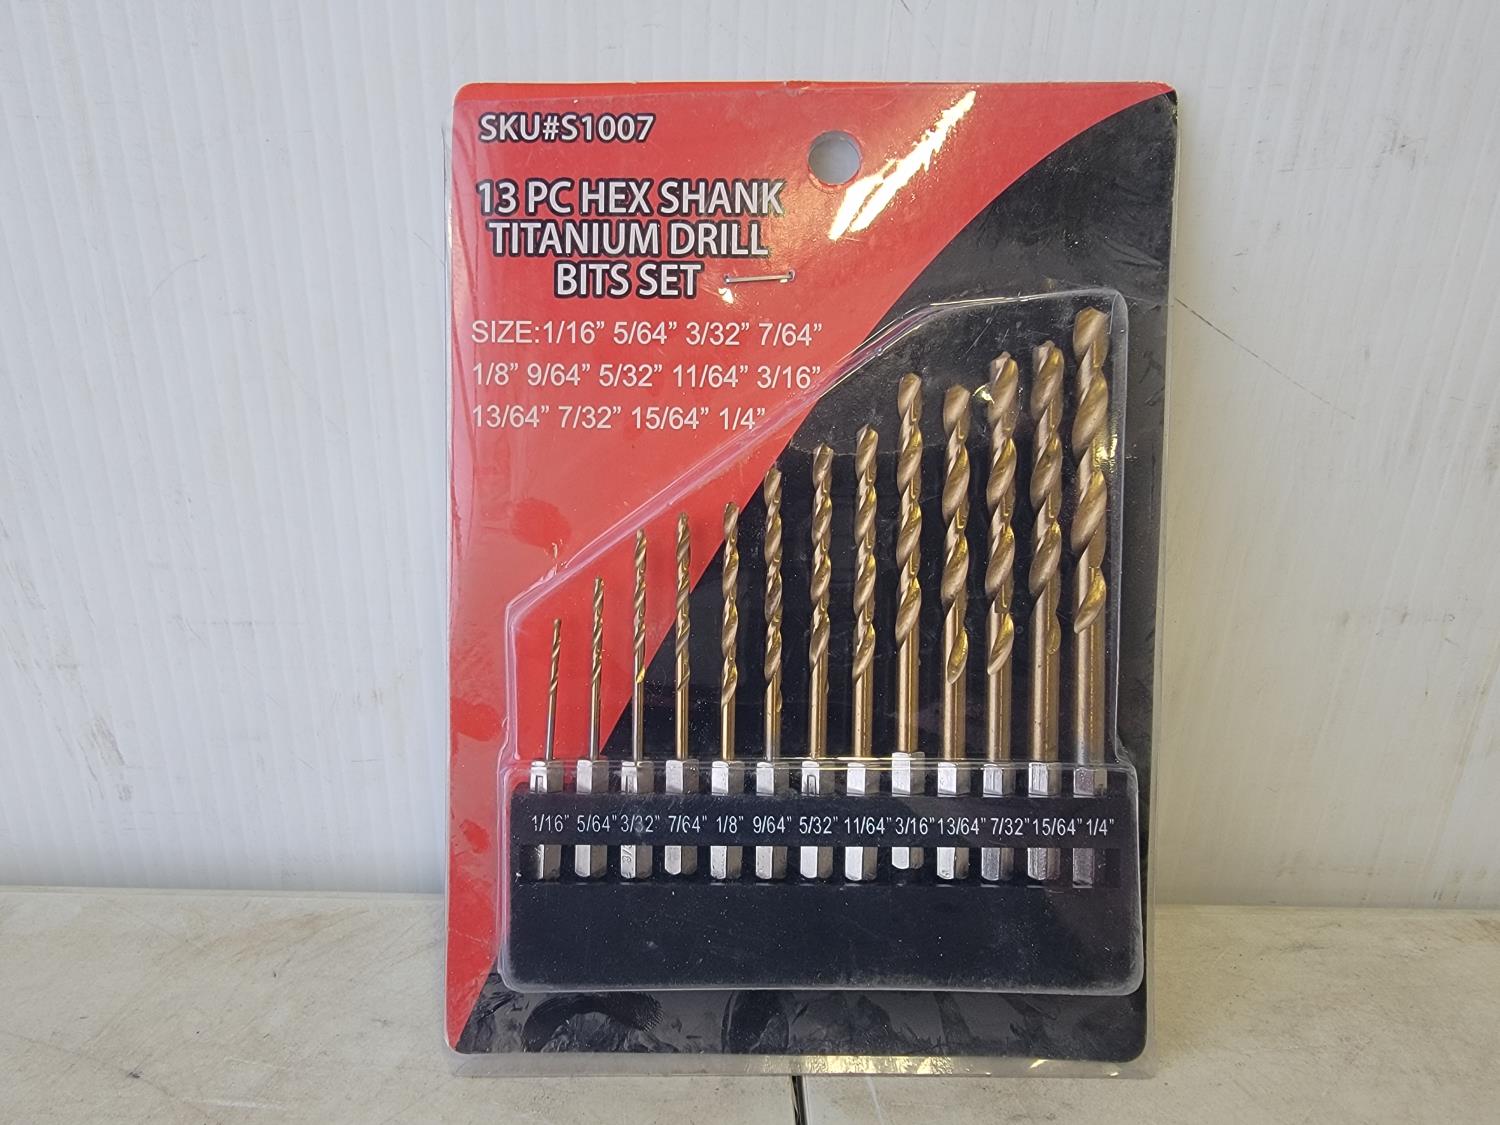 SKU#S1007
13 PC HEX SHANK
TITANIUM DRILL
BITS SET
SIZE:1/16” 5/64” 3/32” 7/64”
1/8” 9/64” 5/32” 11/64” 3/16”
13/64” 7/32” 15/64” 1/4”
1/16” 5/64” 3/32” 7/64” 1/8” 9/64” 5/32” 11/64” 3/16” 13/64” 7/32” 15/64” 1/4”